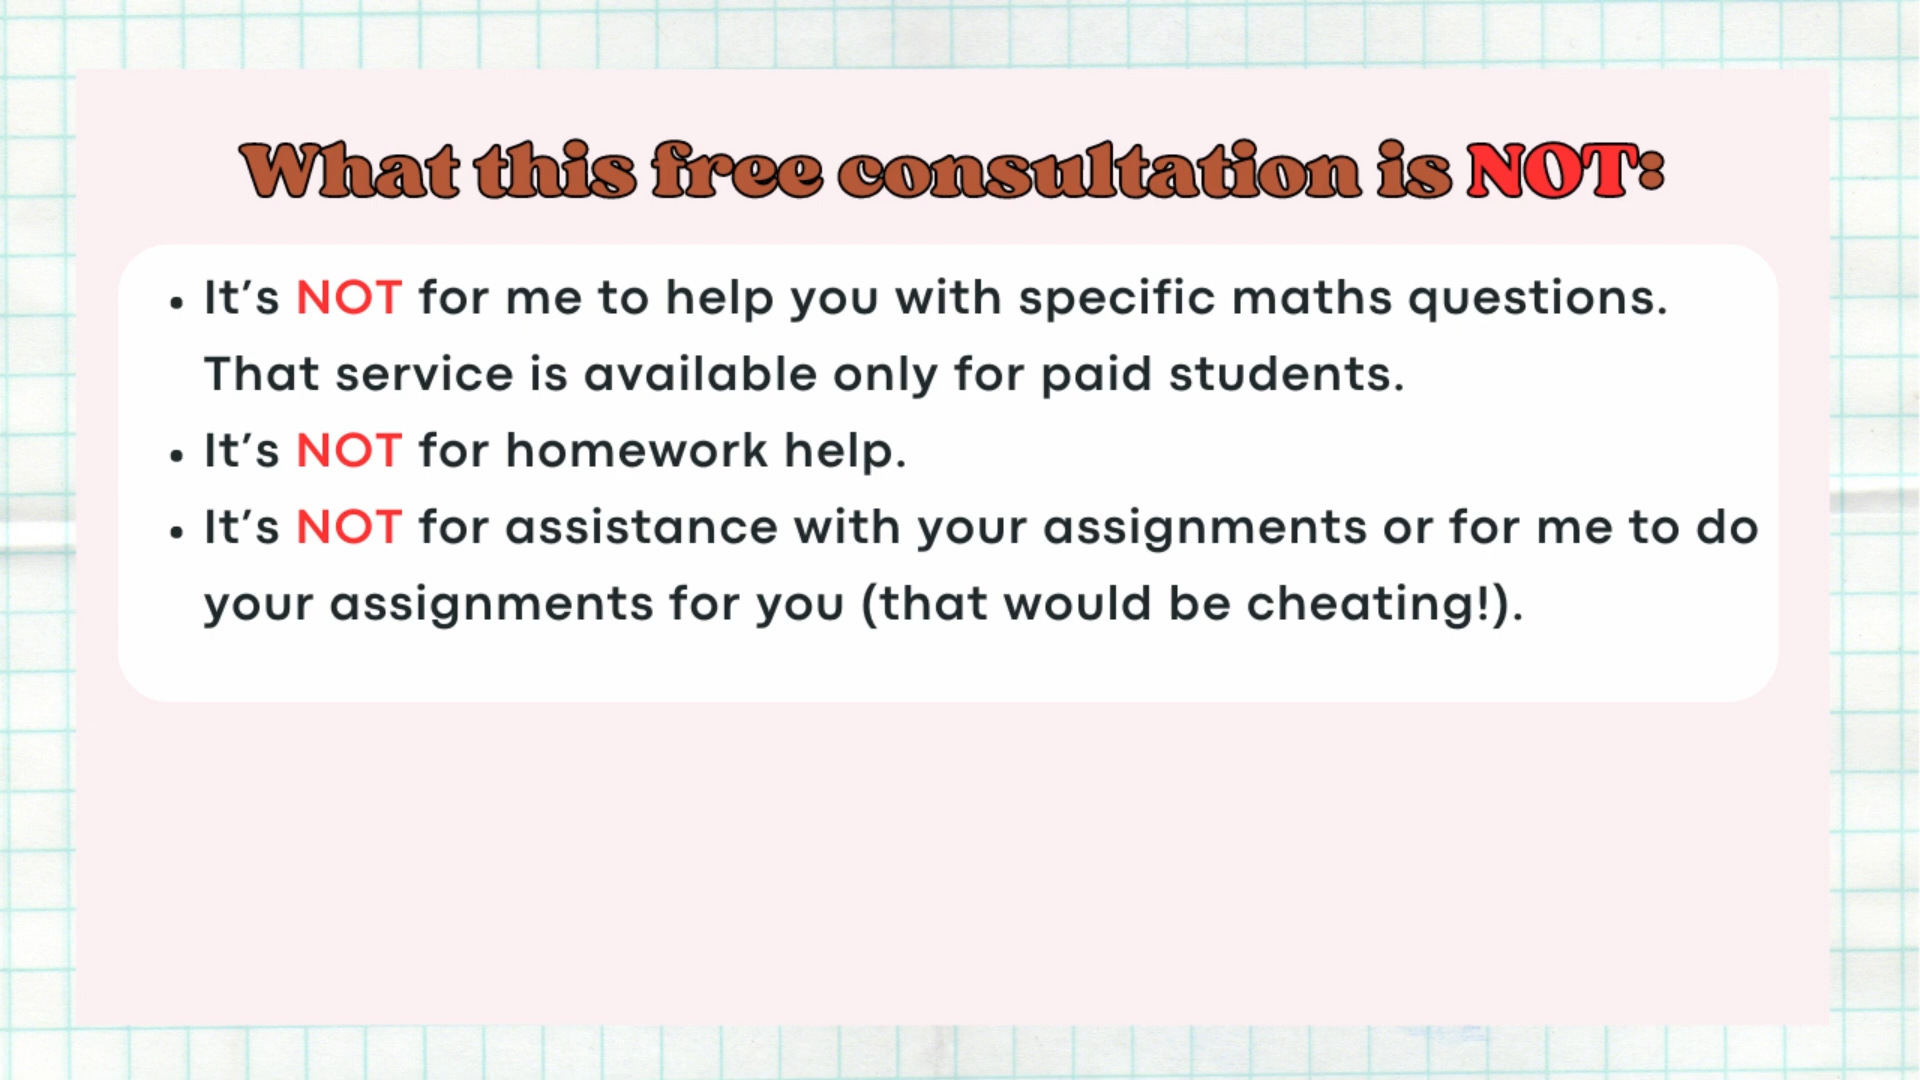 What this free consultation is NOT:
• It’s NOT for me to help you with specific maths questions.
That service is available only for paid students.
• It’s NOT for homework help.
• It’s NOT for assistance with your assignments or for me to do
your assignments for you (that would be cheating!).